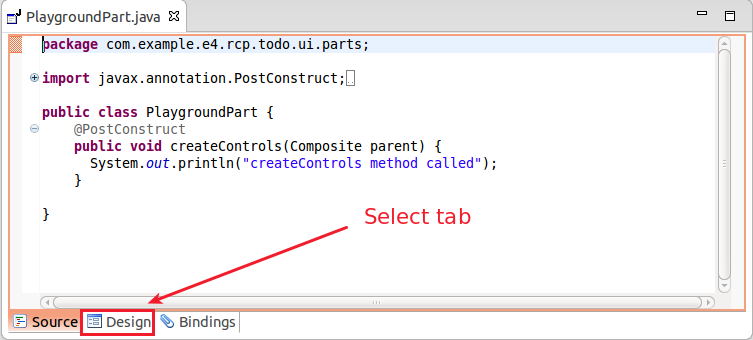 PlaygroundPart.java
package com.example.e4.rcp.todo.ui.parts;
import javax.annotation.PostConstruct;
public class PlaygroundPart {
@PostConstruct
public void createControls(Composite parent) {
System.out.println("createControls method called");
}
}
Select tab
Source Design Bindings